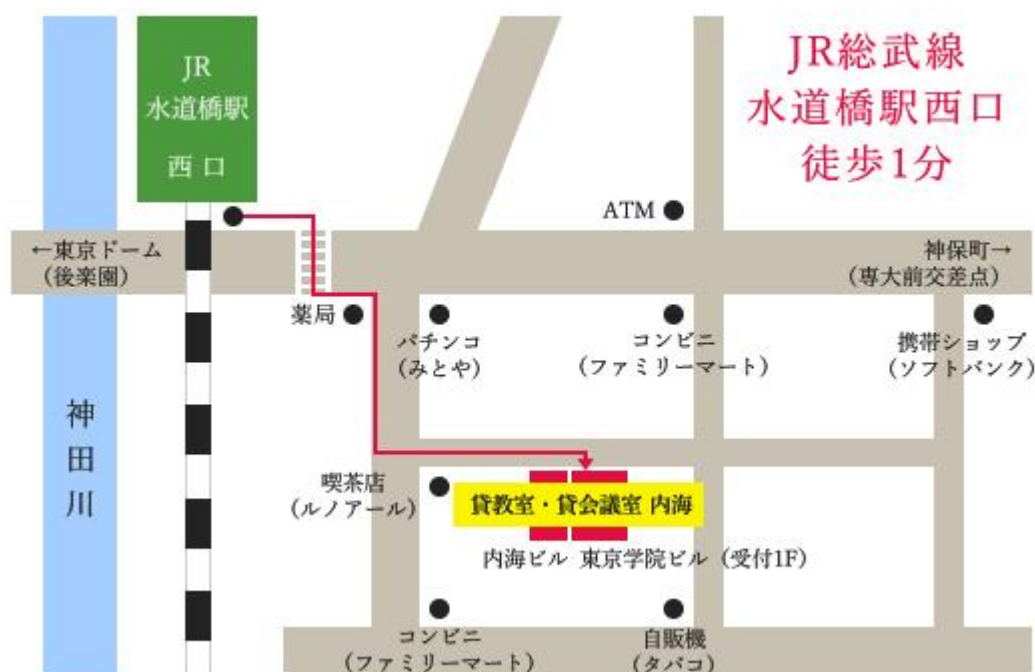 JR
水道橋駅
西口
JR総武線
水道橋駅西口
徒歩1分
ATM
←東京ドーム
（後楽園）
神保町→
（専大前交差点）
薬局
パチンコ
（みとや）
コンビニ
（ファミリーマート）
携帯ショップ
（ソフトバンク）
神田川
喫茶店
（ルノアール）
貸教室・貸会議室 内海
内海ビル 東京学院ビル（受付1F）
コンビニ
（ファミリーマート）
自販機
（タバコ）